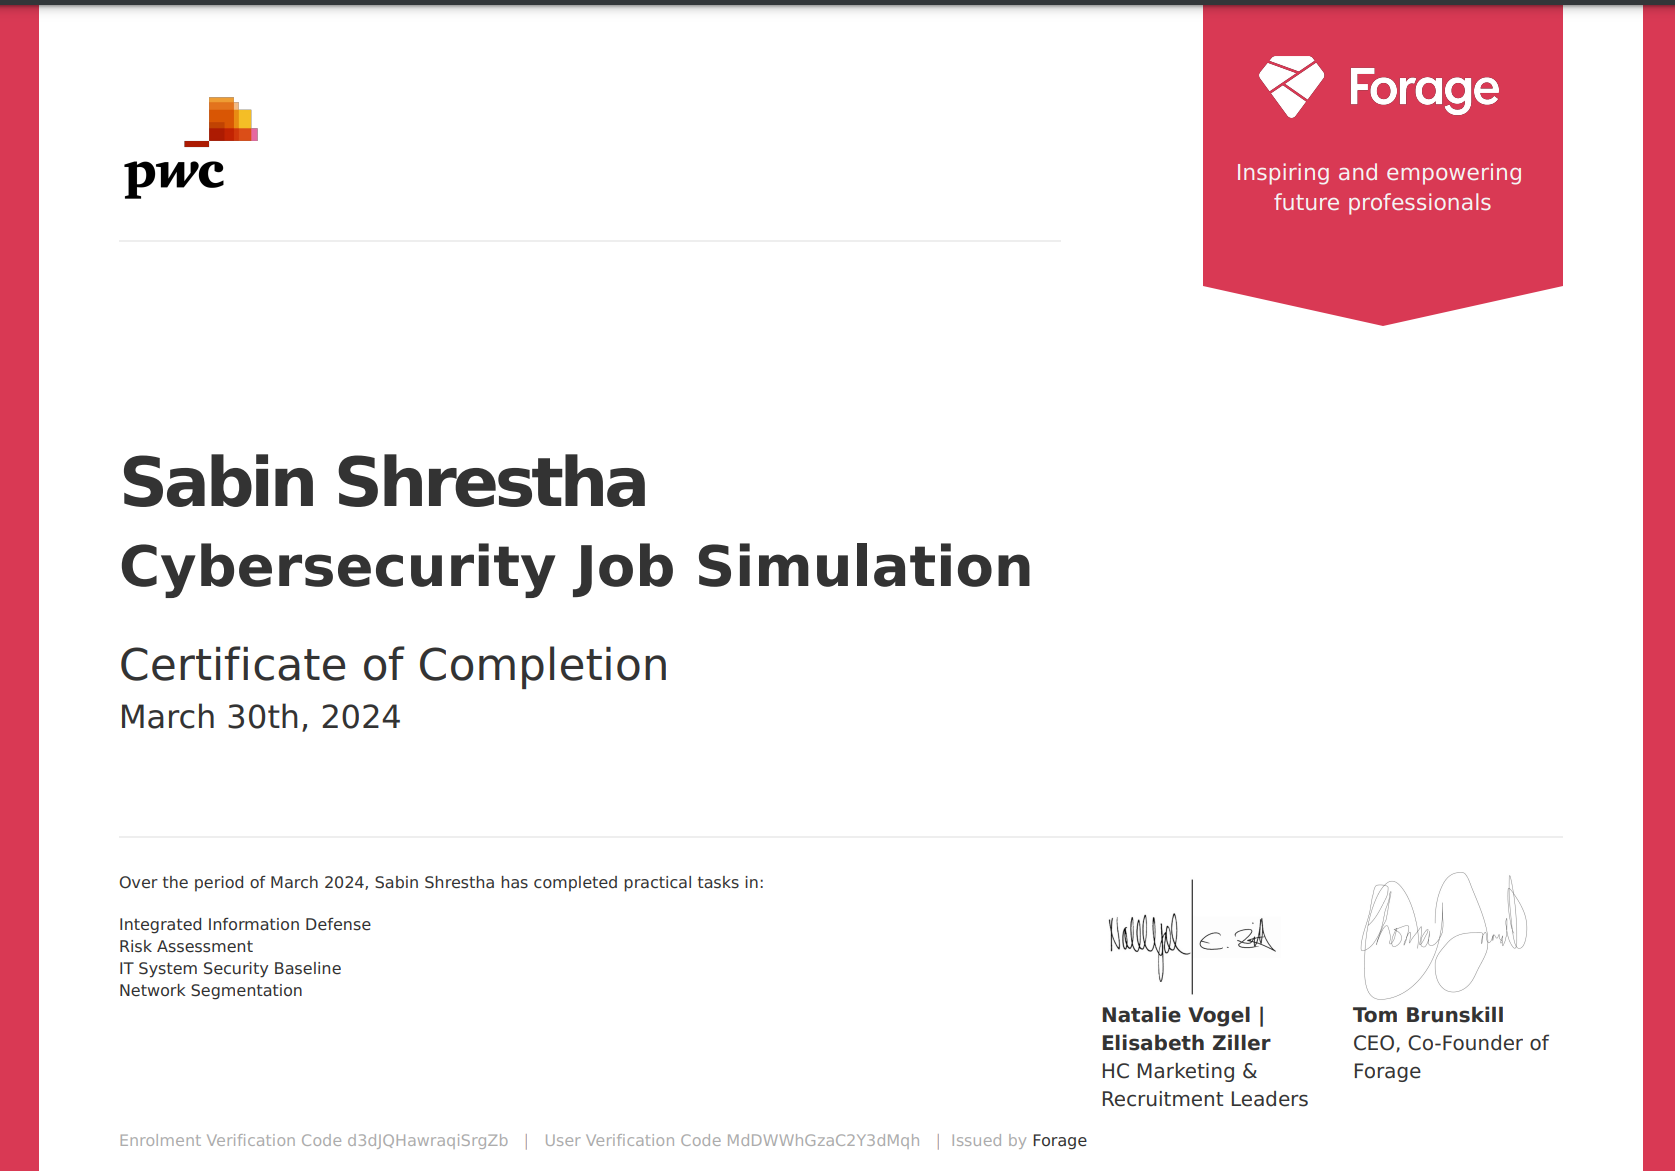 pwc
Forage
Inspiring and empowering
future professionals
Sabin Shrestha
Cybersecurity Job Simulation
Certificate of Completion
March 30th, 2024
Over the period of March 2024, Sabin Shrestha has completed practical tasks in:
Integrated Information Defense
Risk Assessment
IT System Security Baseline
Network Segmentation
Natalie Vogel |
Elisabeth Ziller
HC Marketing &
Recruitment Leaders
Tom Brunskill
CEO, Co-Founder of
Forage
Enrolment Verification Code d3dJQHawraqiSrgZb | User Verification Code MdDWWhGzaC2Y3dMqh | Issued by Forage